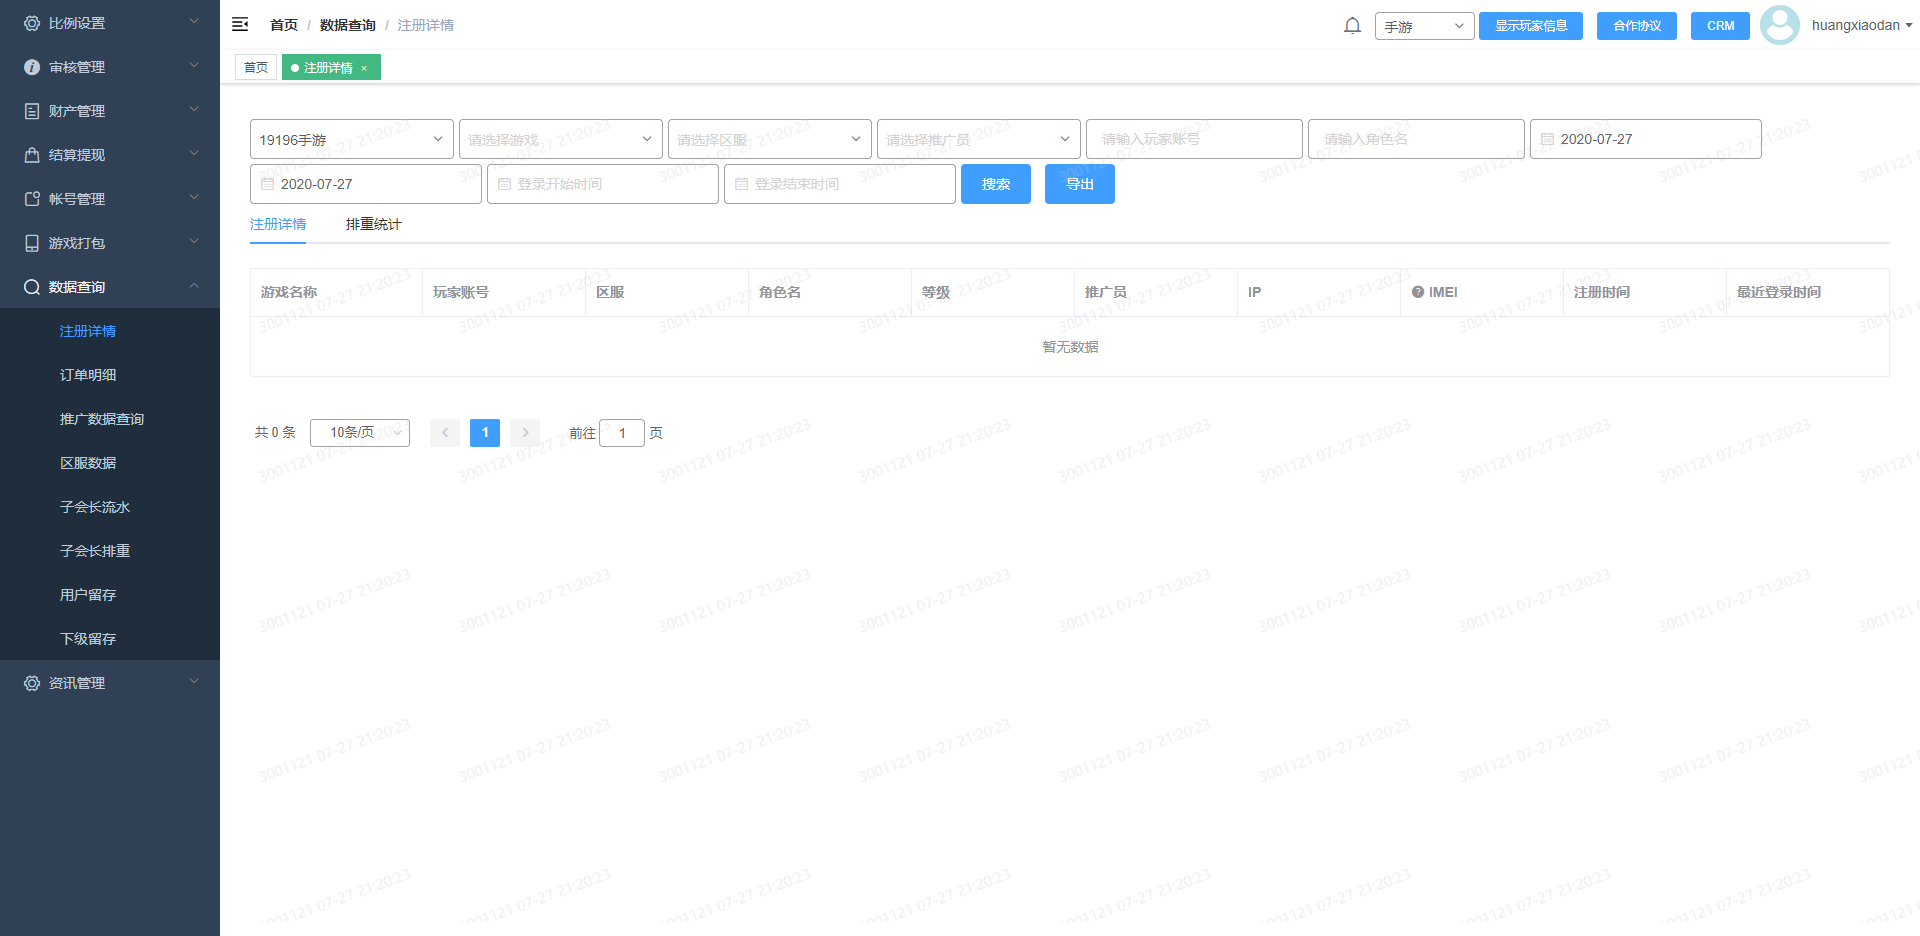 比例设置
审核管理
财产管理
结算提现
帐号管理
游戏打包
数据查询
注册详情
订单明细
推广数据查询
区服数据
子会长流水
子会长排重
用户留存
下级留存
资讯管理
首页 / 数据查询 / 注册详情
手游
显示玩家信息
合作协议
CRM
huangxiaodan
首页
注册详情 ×
19196手游
请选择游戏
请选择区服
请选择推广员
请输入玩家账号
请输入角色名
2020-07-27
2020-07-27
登录开始时间
登录结束时间
搜索
导出
注册详情 排重统计
游戏名称 玩家账号 区服 角色名 等级 推广员 IP IMEI 注册时间 最近登录时间
暂无数据
共 0 条 10条/页 1 前往 1 页
3001121 07-27 21:20:23